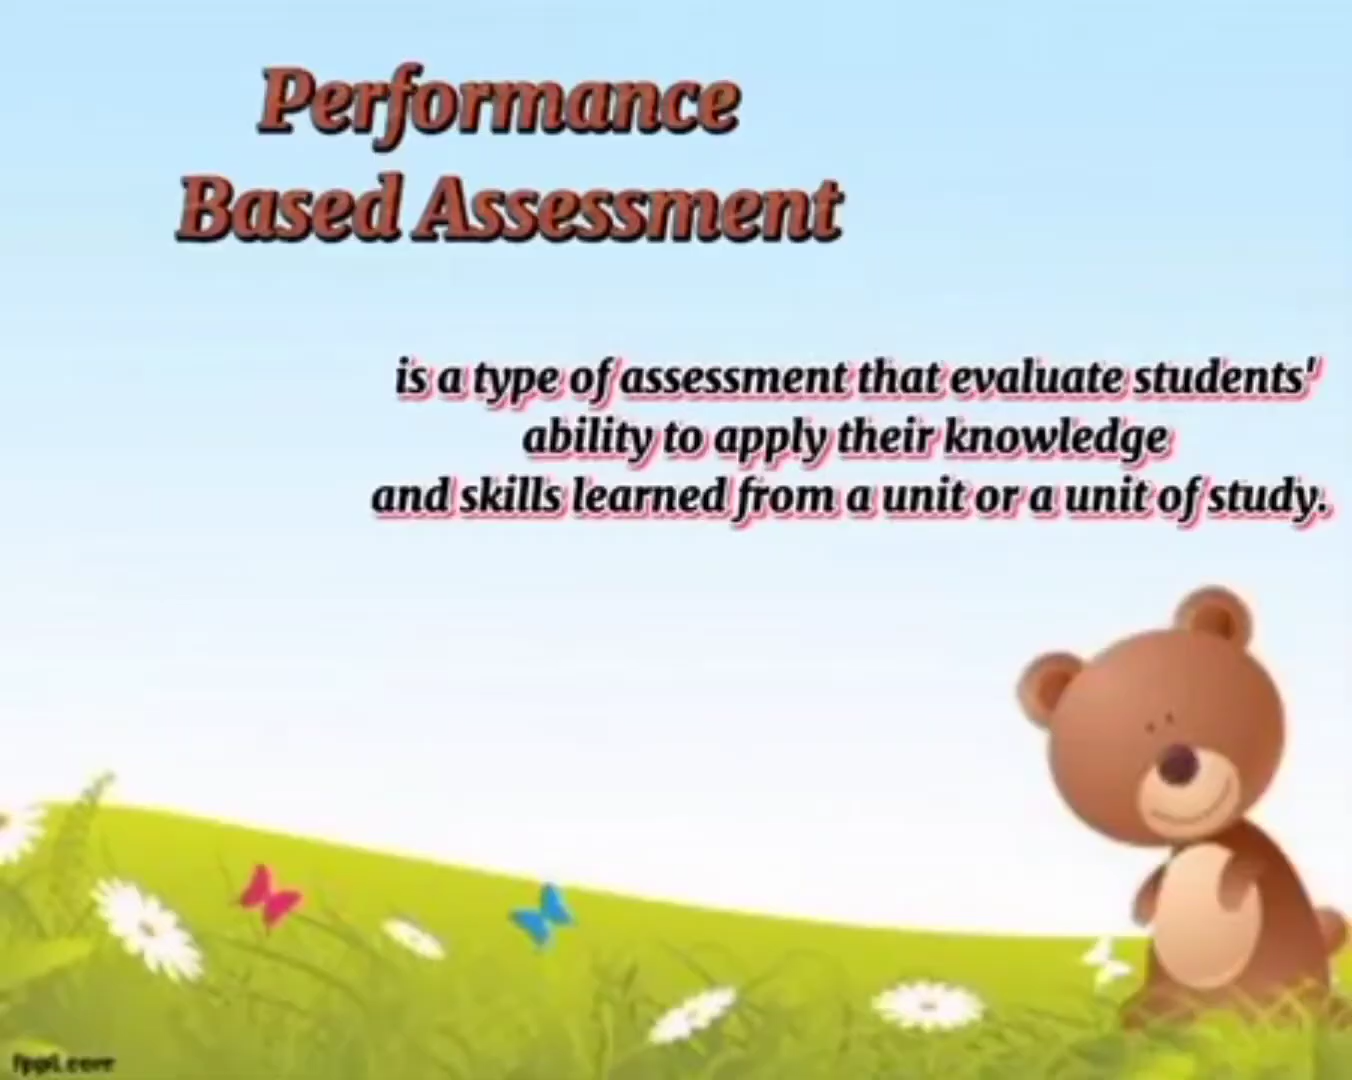 Performance
Based Assessment
is a type of assessment that evaluate students'
ability to apply their knowledge
and skills learned from a unit or a unit of study.